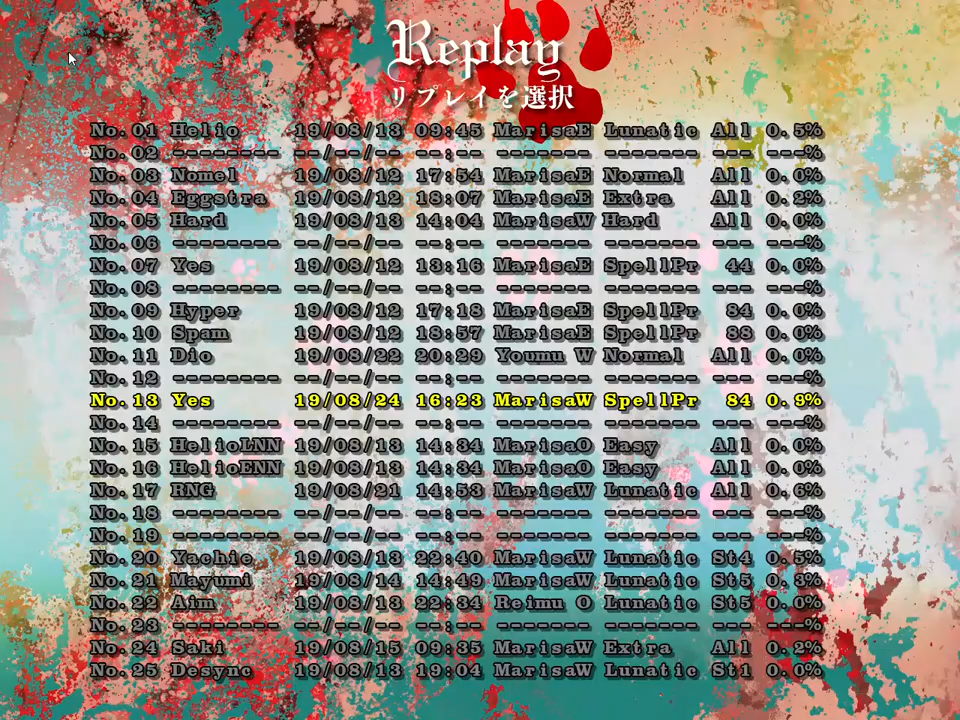 Replay
リプレイを選択
No.01 Helio 19/08/13 09:45 MarisaE Lunatic All 0.5%
No.02 -------- --/--/-- --:-- ------- ------- --- ---%
No.03 Nomel 19/08/12 17:54 MarisaE Normal All 0.0%
No.04 Eggstra 19/08/12 18:07 MarisaE Extra All 0.2%
No.05 Hard 19/08/13 14:04 MarisaW Hard All 0.0%
No.06 -------- --/--/-- --:-- ------- ------- --- ---%
No.07 Yes 19/08/12 13:16 MarisaE SpellPr 44 0.0%
No.08 -------- --/--/-- --:-- ------- ------- --- ---%
No.09 Hyper 19/08/12 17:18 MarisaE SpellPr 84 0.0%
No.10 Spam 19/08/12 18:57 MarisaE SpellPr 88 0.0%
No.11 Dio 19/08/22 20:29 Youmu W Normal All 0.0%
No.12 -------- --/--/-- --:-- ------- ------- --- ---%
No.13 Yes 19/08/24 16:23 MarisaW SpellPr 84 0.9%
No.14 -------- --/--/-- --:-- ------- ------- --- ---%
No.15 HelioLNN 19/08/13 14:34 MarisaO Easy All 0.0%
No.16 HelioENN 19/08/13 14:34 MarisaO Easy All 0.0%
No.17 RNG 19/08/21 14:53 MarisaW Lunatic All 0.6%
No.18 -------- --/--/-- --:-- ------- ------- --- ---%
No.19 -------- --/--/-- --:-- ------- ------- --- ---%
No.20 Yachie 19/08/13 22:40 MarisaW Lunatic St4 0.5%
No.21 Mayumi 19/08/14 14:49 MarisaW Lunatic St5 0.3%
No.22 Aim 19/08/13 22:34 Reimu O Lunatic St5 0.0%
No.23 -------- --/--/-- --:-- ------- ------- --- ---%
No.24 Saki 19/08/15 09:35 MarisaW Extra All 0.2%
No.25 Desync 19/08/13 19:04 MarisaW Lunatic St1 0.0%